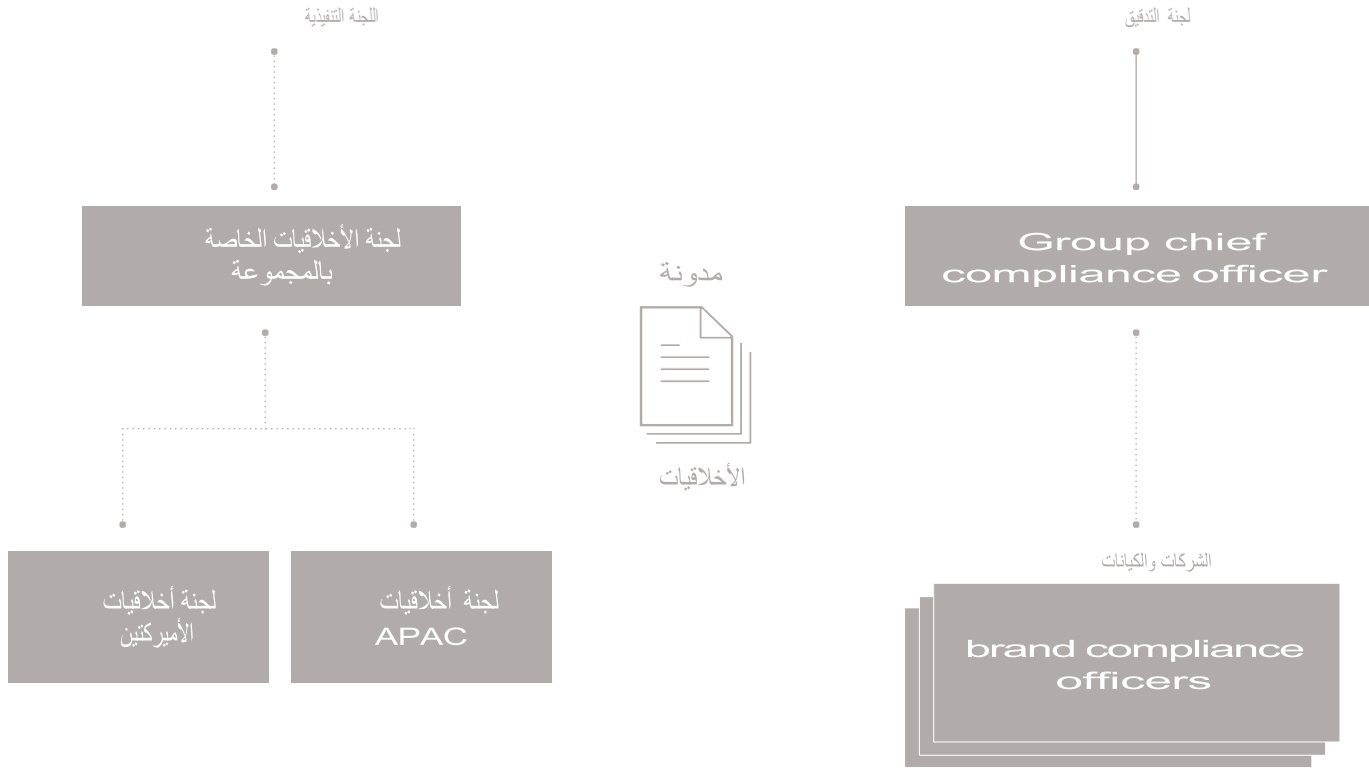 اللجنة التنفيذية
لجنة التدقيق
لجنة الأخلاقيات الخاصة
بالمجموعة
مدونة
الأخلاقيات
Group chief
compliance officer
لجنة أخلاقيات
الأميركتين
لجنة أخلاقيات
APAC
الشركات والكيانات
brand compliance
officers